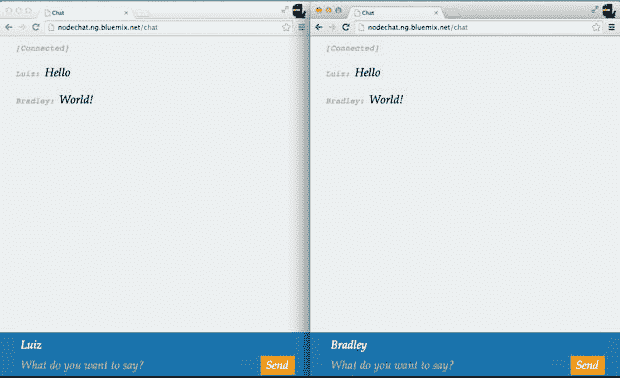 Chat
nodechat.ng.bluemix.net/chat
[Connected]
Luiz: Hello
Bradley: World!
Luiz
What do you want to say?
Send
Chat
nodechat.ng.bluemix.net/chat
[Connected]
Luiz: Hello
Bradley: World!
Bradley
What do you want to say?
Send